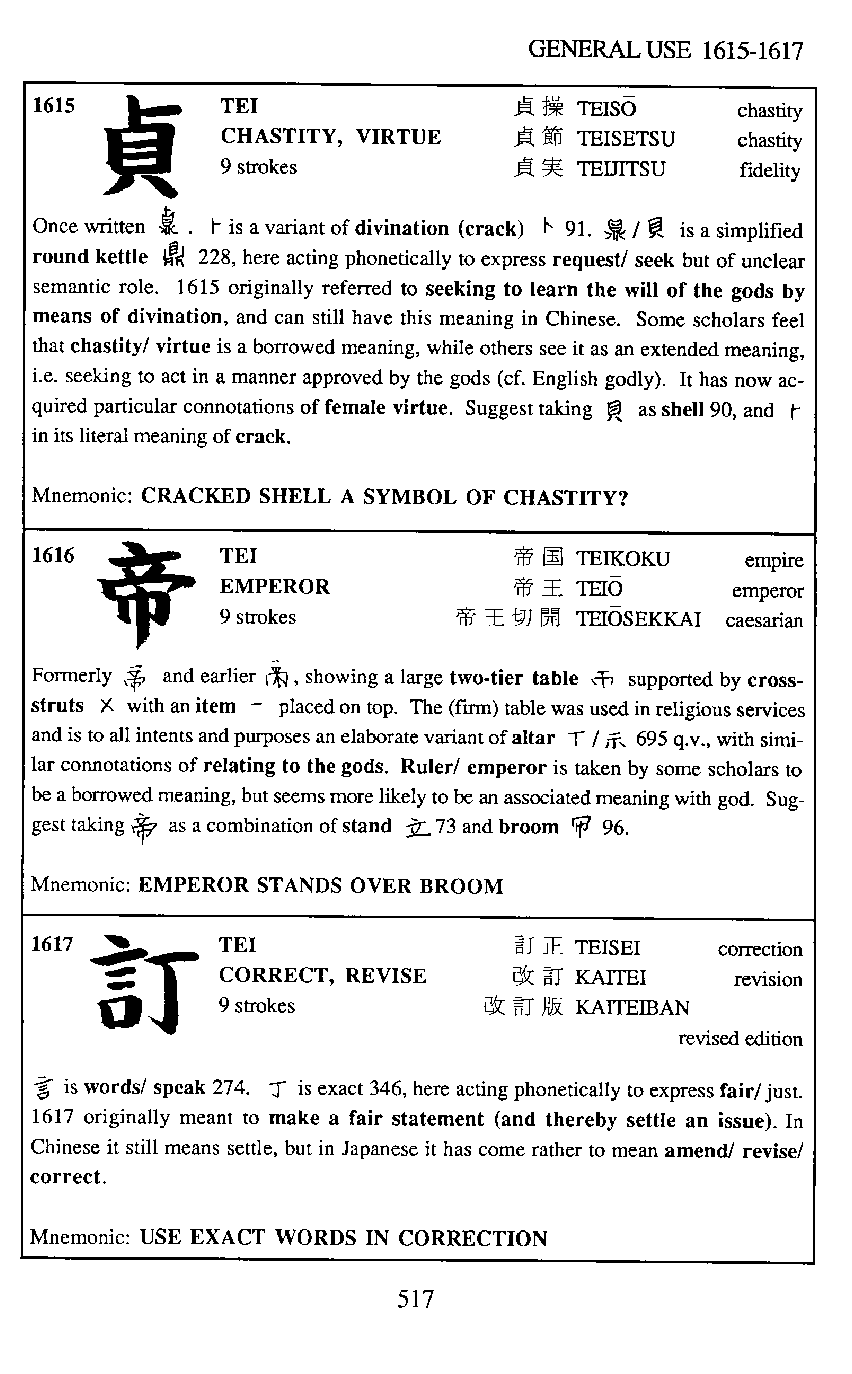 GENERAL USE 1615-1617
1615 貞 TEI 貞操 TEISŌ chastity
CHASTITY, VIRTUE 貞節 TEISETSU chastity
9 strokes 貞実 TEIJITSU fidelity
Once written . ⺊ is a variant of divination (crack) 卜 91. / 貝 is a simplified
round kettle 鼎 228, here acting phonetically to express request/ seek but of unclear
semantic role. 1615 originally referred to seeking to learn the will of the gods by
means of divination, and can still have this meaning in Chinese. Some scholars feel
that chastity/ virtue is a borrowed meaning, while others see it as an extended meaning,
i.e. seeking to act in a manner approved by the gods (cf. English godly). It has now ac-
quired particular connotations of female virtue. Suggest taking 貝 as shell 90, and ⺊
in its literal meaning of crack.
Mnemonic: CRACKED SHELL A SYMBOL OF CHASTITY?
1616 帝 TEI 帝国 TEIKOKU empire
EMPEROR 帝王 TEIŌ emperor
9 strokes 帝王切開 TEIŌSEKKAI caesarian
Formerly and earlier , showing a large two-tier table supported by cross-
struts with an item placed on top. The (firm) table was used in religious services
and is to all intents and purposes an elaborate variant of altar 丅 / 示 695 q.v., with simi-
lar connotations of relating to the gods. Ruler/ emperor is taken by some scholars to
be a borrowed meaning, but seems more likely to be an associated meaning with god. Sug-
gest taking 帝 as a combination of stand 立 73 and broom 96.
Mnemonic: EMPEROR STANDS OVER BROOM
1617 訂 TEI 訂正 TEISEI correction
CORRECT, REVISE 改訂 KAITEI revision
9 strokes 改訂版 KAITEIBAN
revised edition
言 is words/ speak 274. 丁 is exact 346, here acting phonetically to express fair/ just.
1617 originally meant to make a fair statement (and thereby settle an issue). In
Chinese it still means settle, but in Japanese it has come rather to mean amend/ revise/
correct.
Mnemonic: USE EXACT WORDS IN CORRECTION
517